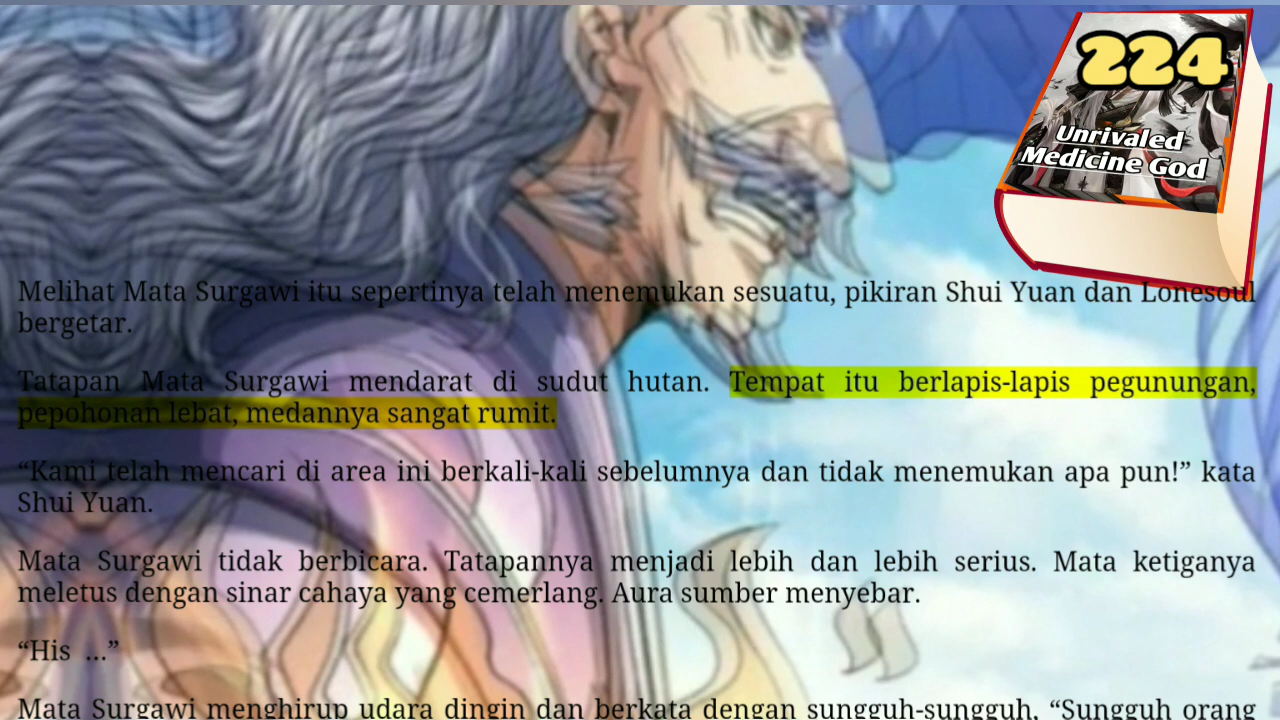 224
Unrivaled
Medicine God
Melihat Mata Surgawi itu sepertinya telah menemukan sesuatu, pikiran Shui Yuan dan Lonesoul
bergetar.
Tatapan Mata Surgawi mendarat di sudut hutan. Tempat itu berlapis-lapis pegunungan,
pepohonan lebat, medannya sangat rumit.
“Kami telah mencari di area ini berkali-kali sebelumnya dan tidak menemukan apa pun!” kata
Shui Yuan.
Mata Surgawi tidak berbicara. Tatapannya menjadi lebih dan lebih serius. Mata ketiganya
meletus dengan sinar cahaya yang cemerlang. Aura sumber menyebar.
“His …”
Mata Surgawi menghirup udara dingin dan berkata dengan sungguh-sungguh, “Sungguh orang